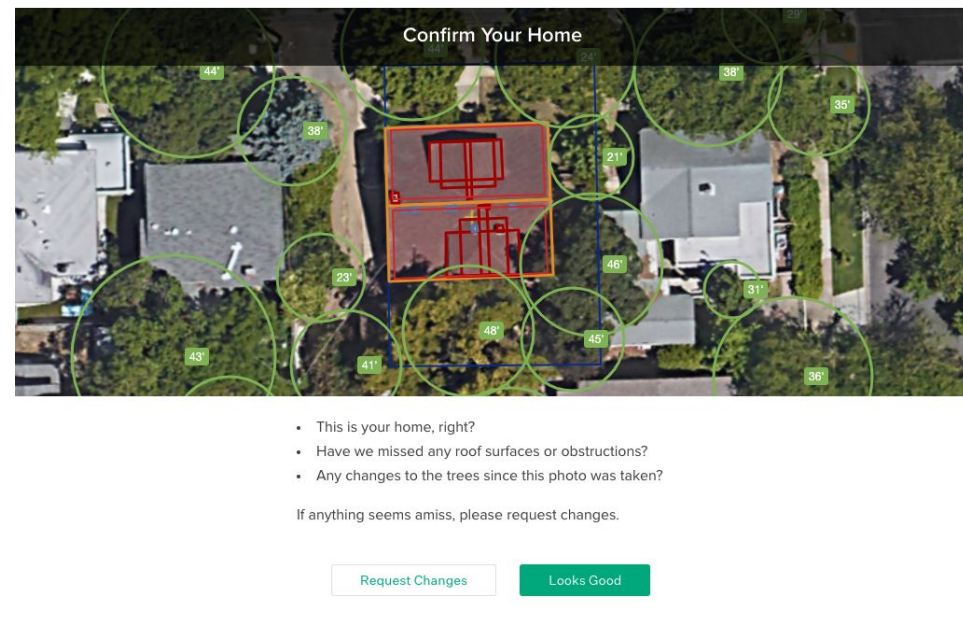 29'
Confirm Your Home
44'
24'
44'
38'
35'
38'
21'
46'
23'
31'
48'
45'
43'
41'
36'
• This is your home, right?
• Have we missed any roof surfaces or obstructions?
• Any changes to the trees since this photo was taken?
If anything seems amiss, please request changes.
Request Changes
Looks Good